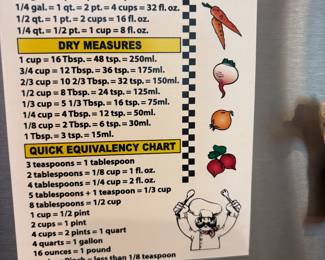 1/4 gal. = 1 qt. = 2 pt. = 4 cups = 32 fl. oz.
1/2 qt. = 1 pt. = 2 cups = 16 fl. oz.
1/4 qt. = 1/2 pt. = 1 cup = 8 fl. oz.
DRY MEASURES
1 cup = 16 Tbsp. = 48 tsp. = 250ml.
3/4 cup = 12 Tbsp. = 36 tsp. = 175ml.
2/3 cup = 10 2/3 Tbsp. = 32 tsp. = 150ml.
1/2 cup = 8 Tbsp. = 24 tsp. = 125ml.
1/3 cup = 5 1/3 Tbsp. = 16 tsp. = 75ml.
1/4 cup = 4 Tbsp. = 12 tsp. = 50ml.
1/8 cup = 2 Tbsp. = 6 tsp. = 30ml.
1 Tbsp. = 3 tsp. = 15ml.
QUICK EQUIVALENCY CHART
3 teaspoons = 1 tablespoon
2 tablespoons = 1/8 cup = 1 fl. oz.
4 tablespoons = 1/4 cup = 2 fl. oz.
5 tablespoons + 1 teaspoon = 1/3 cup
8 tablespoons = 1/2 cup
1 cup = 1/2 pint
2 cups = 1 pint
4 cups = 2 pints = 1 quart
4 quarts = 1 gallon
16 ounces = 1 pound
Pinch = less than 1/8 teaspoon